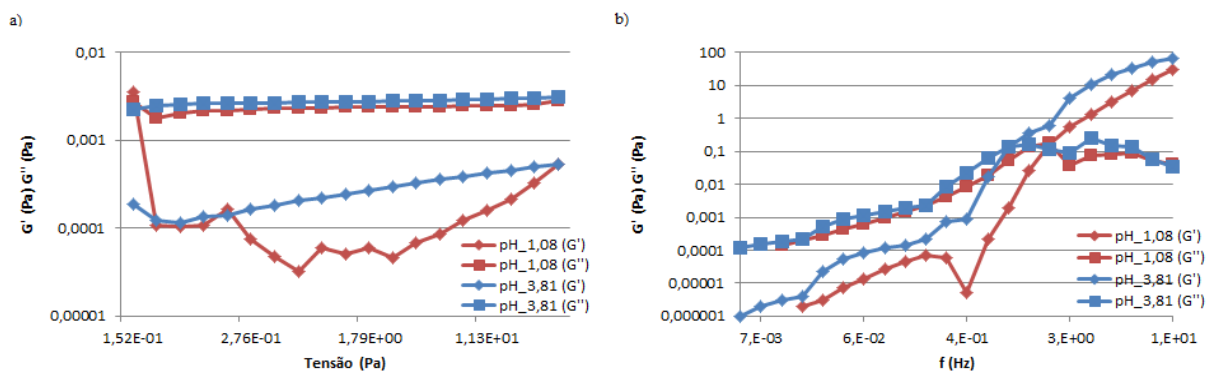 a)
G' (Pa) G'' (Pa)
0,01
0,001
0,0001
0,00001
1,52E-01
2,76E-01
1,79E+00
1,13E+01
Tensão (Pa)
pH_1,08 (G')
pH_1,08 (G'')
pH_3,81 (G')
pH_3,81 (G'')
b)
G' (Pa) G'' (Pa)
100
10
1
0,1
0,01
0,001
0,0001
0,00001
0,000001
7,E-03
6,E-02
4,E-01
3,E+00
1,E+01
f (Hz)
pH_1,08 (G')
pH_1,08 (G'')
pH_3,81 (G')
pH_3,81 (G'')